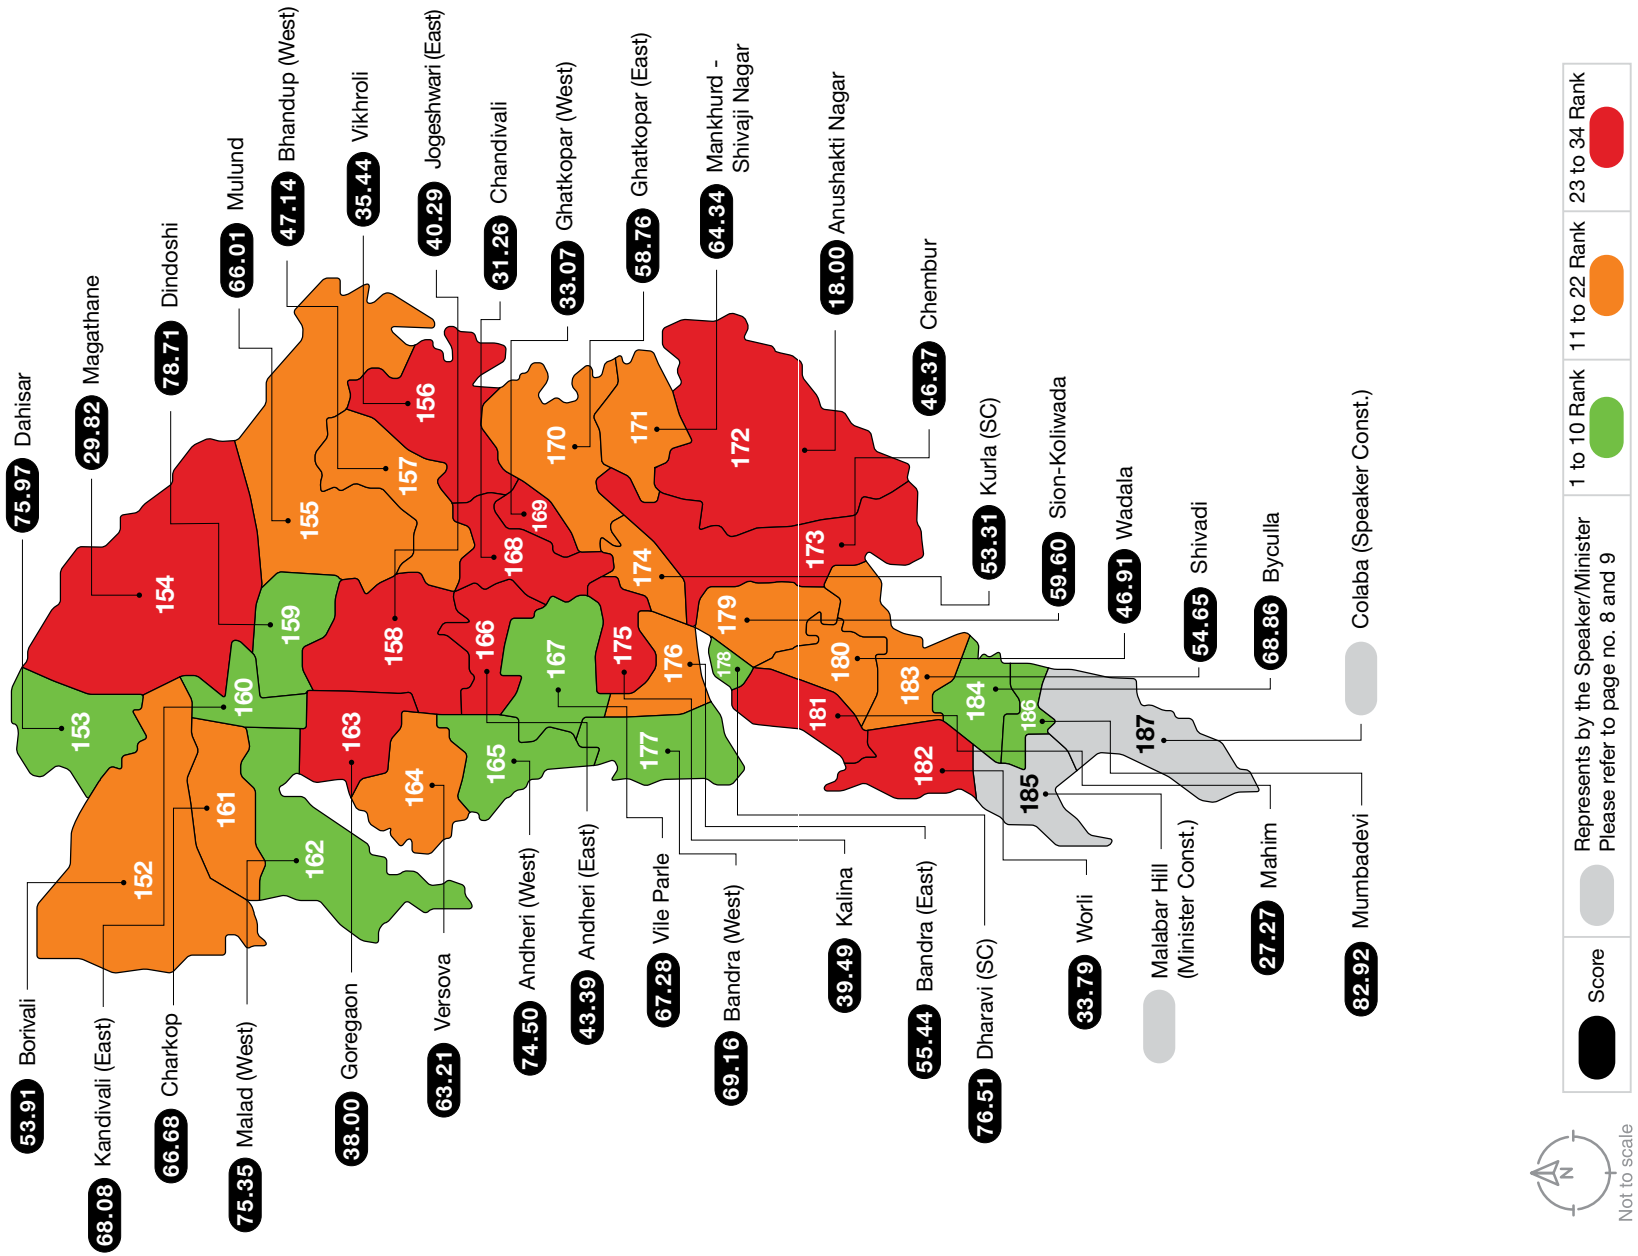 53.91 Borivali
68.08 Kandivali (East)
66.68 Charkop
75.35 Malad (West)
38.00 Goregaon
63.21 Versova
74.50 Andheri (West)
43.39 Andheri (East)
67.28 Vile Parle
69.16 Bandra (West)
39.49 Kalina
55.44 Bandra (East)
76.51 Dharavi (SC)
33.79 Worli
Malabar Hill
(Minister Const.)
27.27 Mahim
82.92 Mumbadevi
75.97 Dahisar
29.82 Magathane
78.71 Dindoshi
66.01 Mulund
47.14 Bhandup (West)
35.44 Vikhroli
40.29 Jogeshwari (East)
31.26 Chandivali
33.07 Ghatkopar (West)
58.76 Ghatkopar (East)
64.34 Mankhurd -
Shivaji Nagar
18.00 Anushakti Nagar
46.37 Chembur
53.31 Kurla (SC)
59.60 Sion-Koliwada
46.91 Wadala
54.65 Shivadi
68.86 Byculla
Colaba (Speaker Const.)
152
153
154
155
156
157
158
159
160
161
162
163
164
165
166
167
168
169
170
171
172
173
174
175
176
177
178
179
180
181
182
183
184
185
186
187
N
Not to scale
Score
Represents by the Speaker/Minister
Please refer to page no. 8 and 9
1 to 10 Rank
11 to 22 Rank
23 to 34 Rank